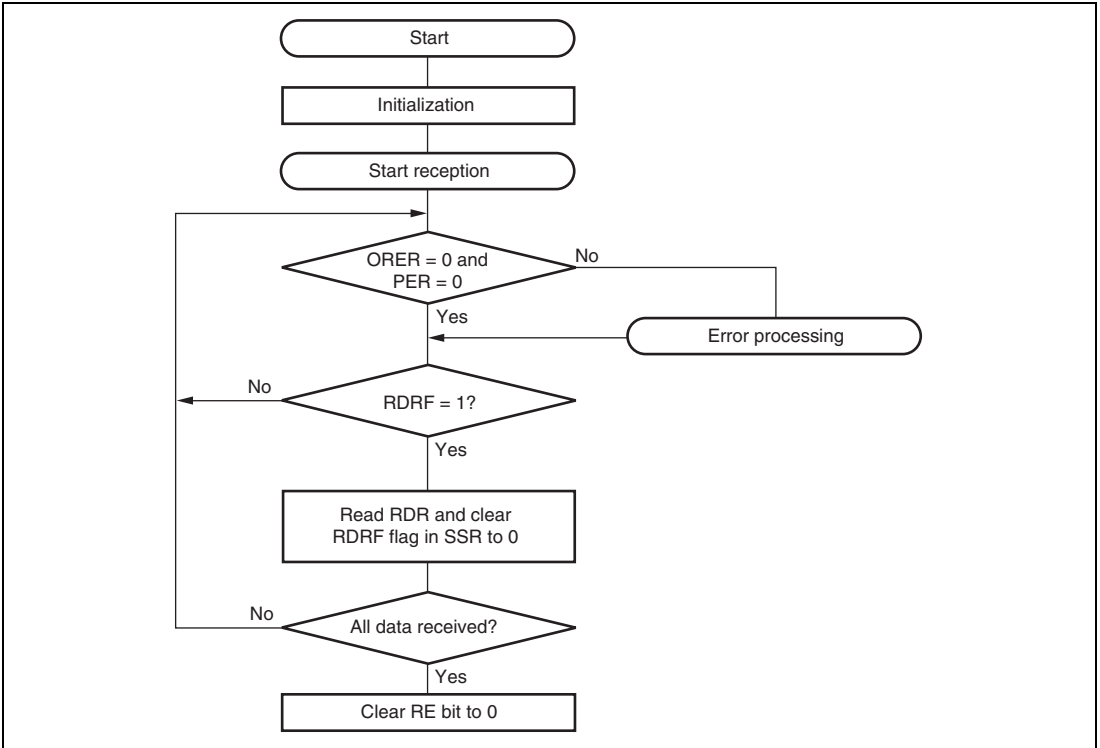 Start
Initialization
Start reception
ORER = 0 and
PER = 0
No
Yes
Error processing
No
RDRF = 1?
Yes
Read RDR and clear
RDRF flag in SSR to 0
No
All data received?
Yes
Clear RE bit to 0